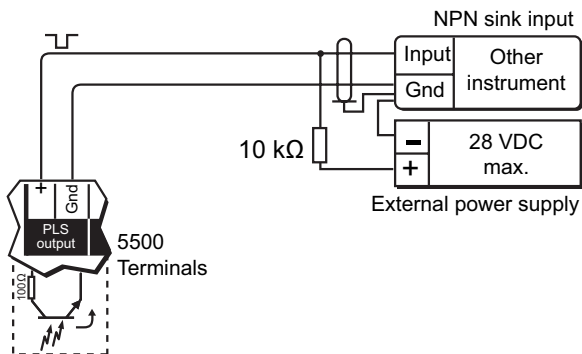 NPN sink input
Input
Gnd
Other
instrument
10 kΩ
−
+
28 VDC
max.
External power supply
+
Gnd
PLS
output
5500
Terminals
100Ω